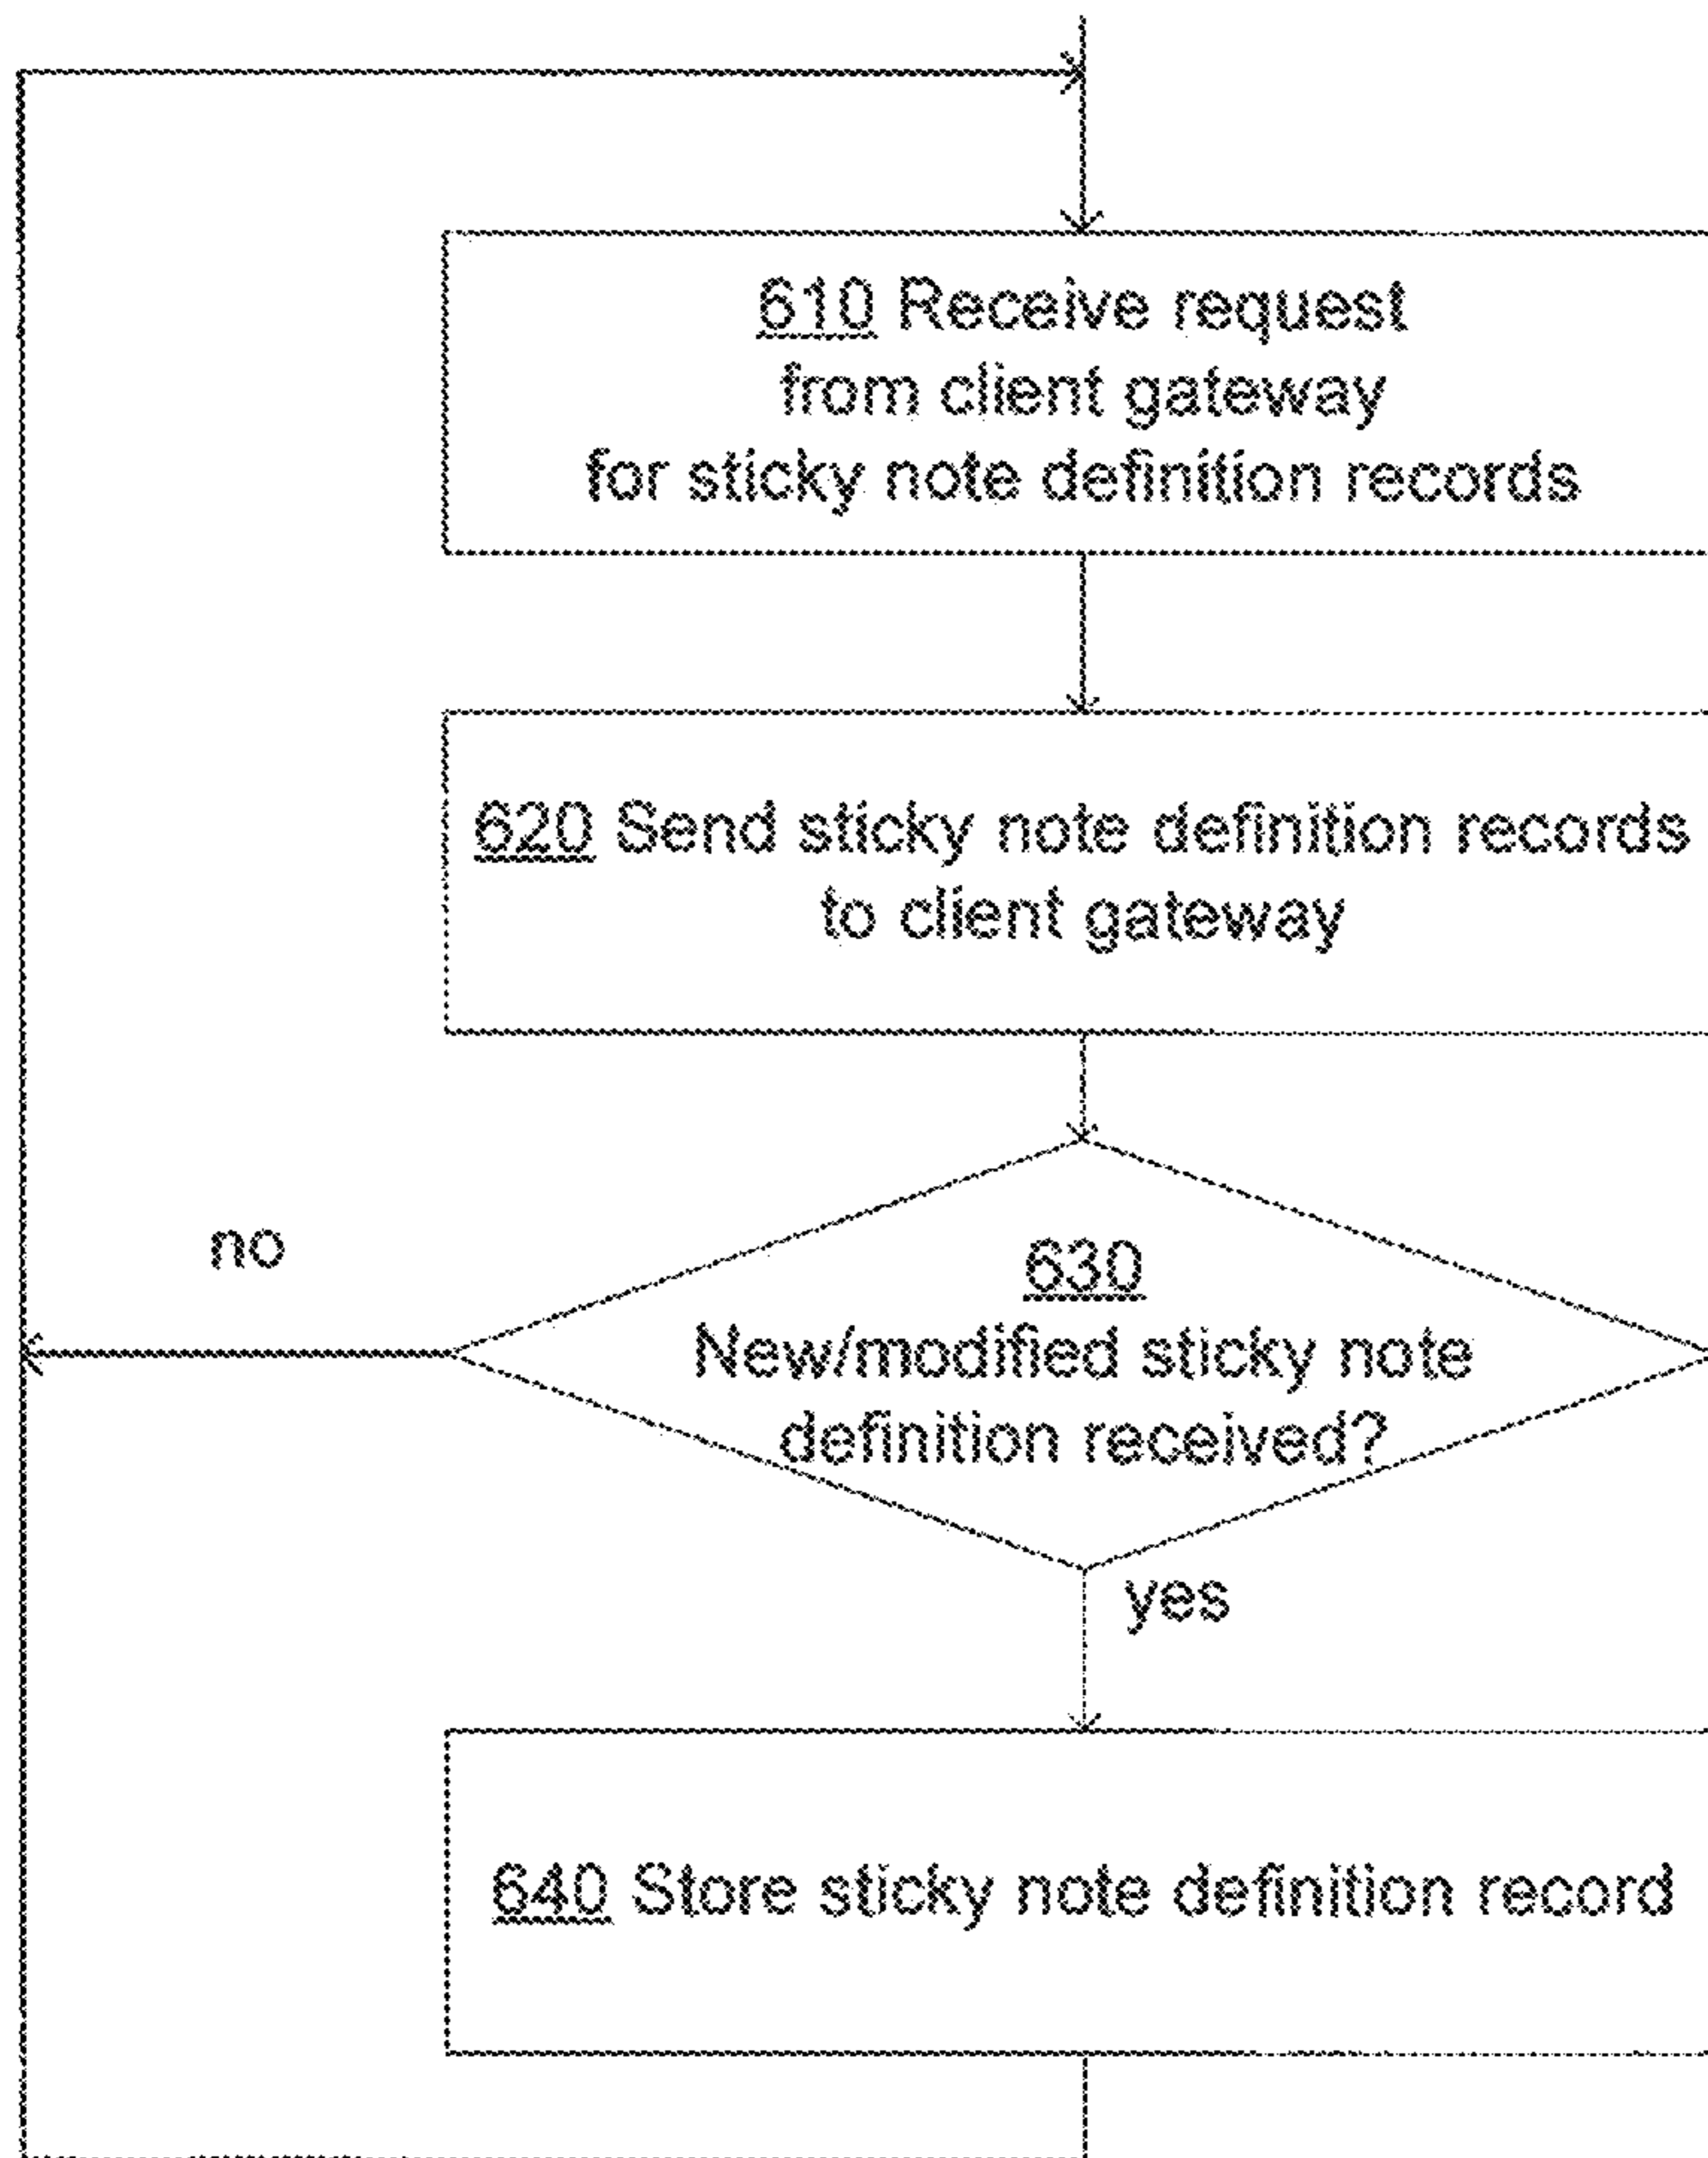 610 Receive request
from client gateway
for sticky note definition records
620 Send sticky note definition records
to client gateway
no
630
New/modified sticky note
definition received?
yes
640 Store sticky note definition record